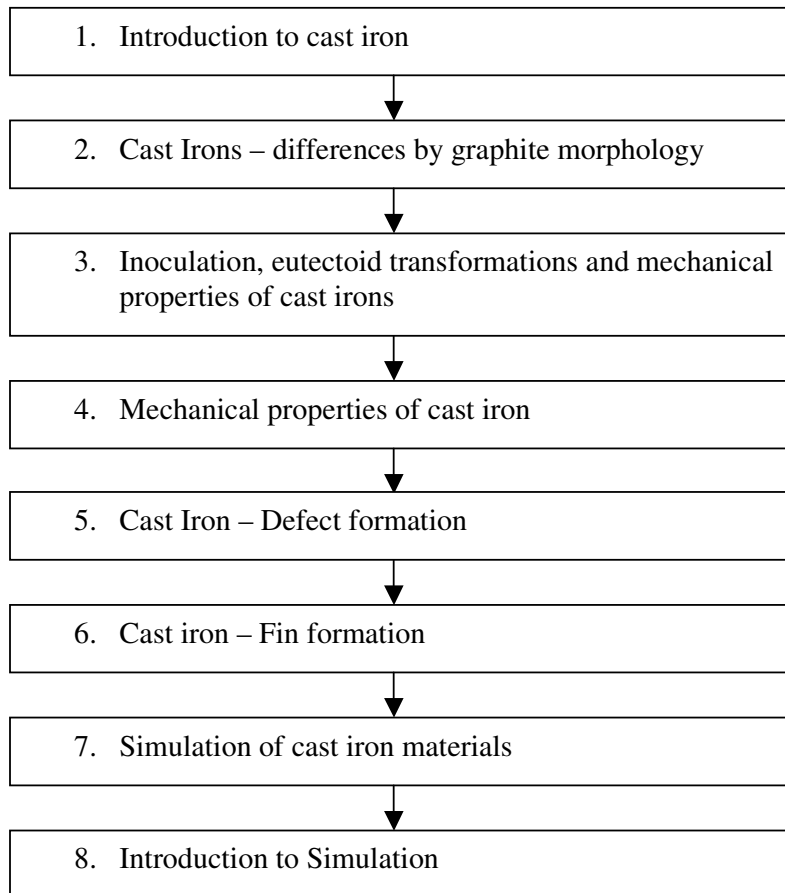 1. Introduction to cast iron
2. Cast Irons – differences by graphite morphology
3. Inoculation, eutectoid transformations and mechanical
properties of cast irons
4. Mechanical properties of cast iron
5. Cast Iron – Defect formation
6. Cast iron – Fin formation
7. Simulation of cast iron materials
8. Introduction to Simulation